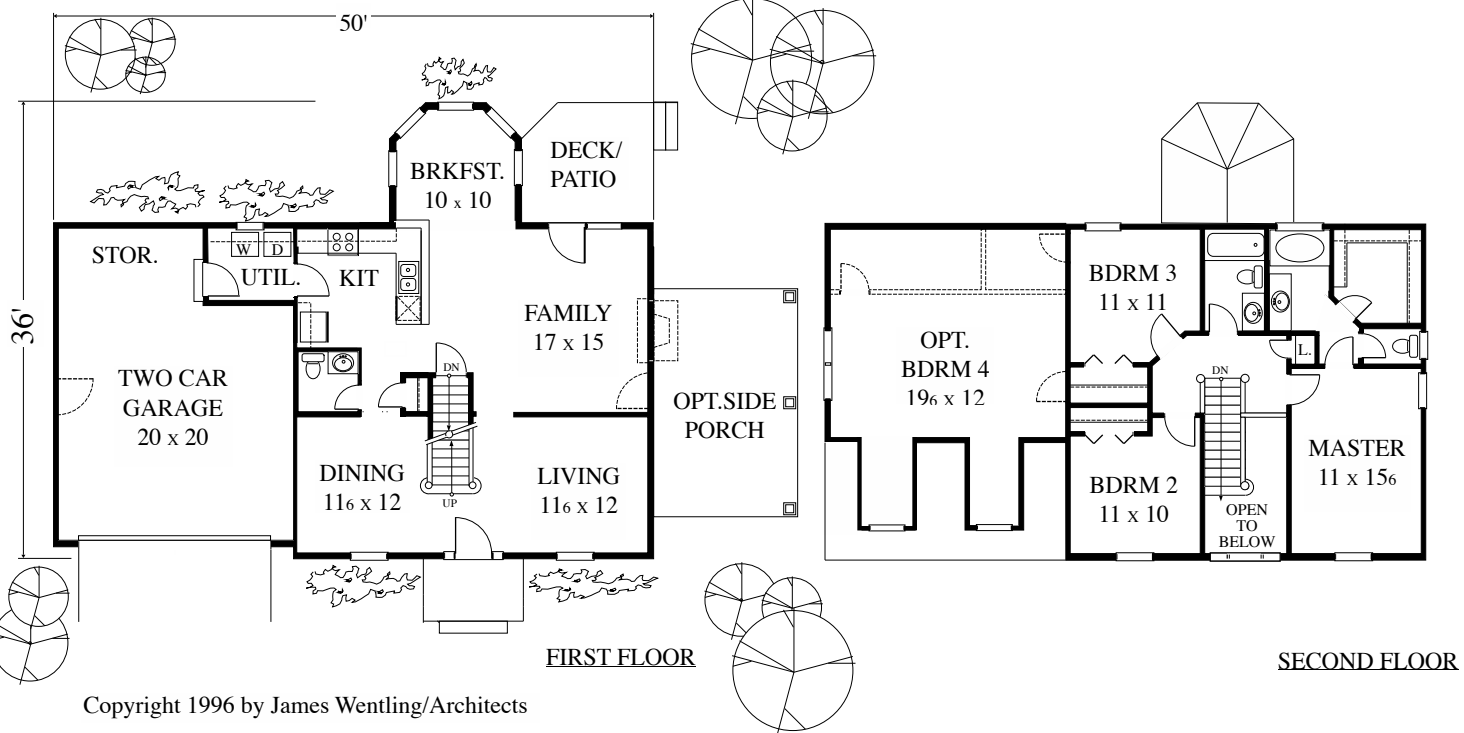 50'
36'
BRKFST.
10 x 10
DECK/
PATIO
STOR.
W
D
UTIL.
KIT
FAMILY
17 x 15
TWO CAR
GARAGE
20 x 20
DN
OPT.SIDE
PORCH
DINING
116 x 12
LIVING
116 x 12
UP
FIRST FLOOR
BDRM 3
11 x 11
OPT.
BDRM 4
196 x 12
L.
DN
MASTER
11 x 156
BDRM 2
11 x 10
OPEN
TO
BELOW
SECOND FLOOR
Copyright 1996 by James Wentling/Architects